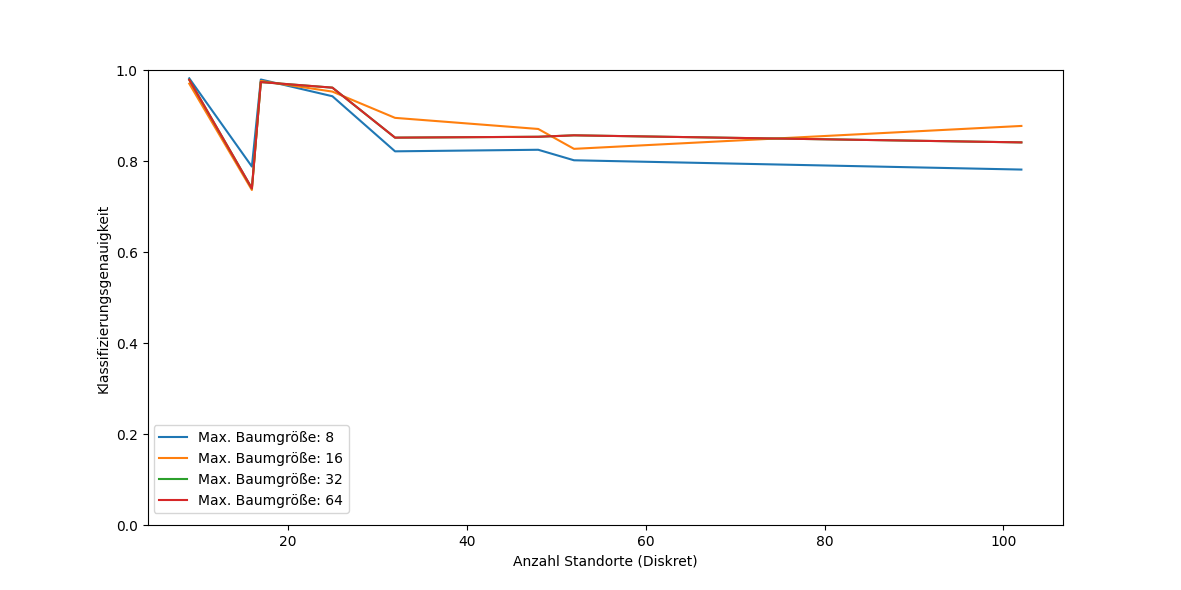 1.0
0.8
0.6
0.4
0.2
0.0
Klassifizierungsgenauigkeit
Max. Baumgröße: 8
Max. Baumgröße: 16
Max. Baumgröße: 32
Max. Baumgröße: 64
20 40 60 80 100
Anzahl Standorte (Diskret)